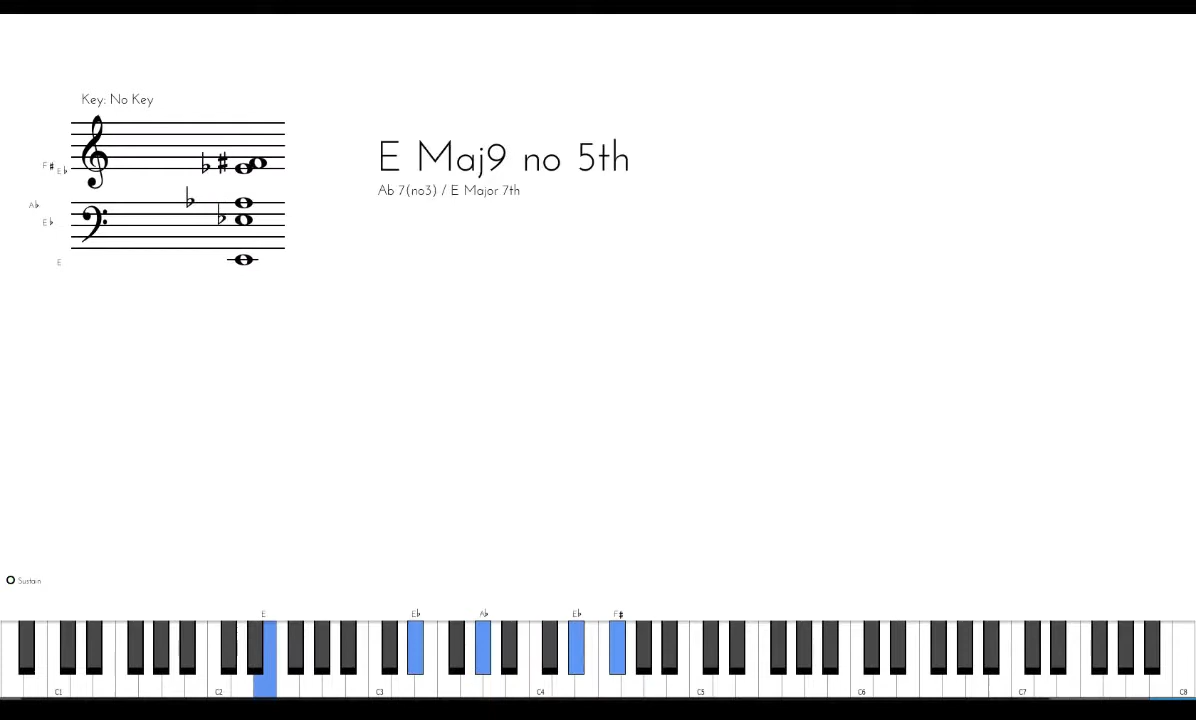 Key: No Key
E Maj9 no 5th
Ab 7(no3) / E Major 7th
F♯
E♭
A♭
E♭
E
Sustain
E E♭ A♭ E♭ F♯
C1 C2 C3 C4 C5 C6 C7 C8